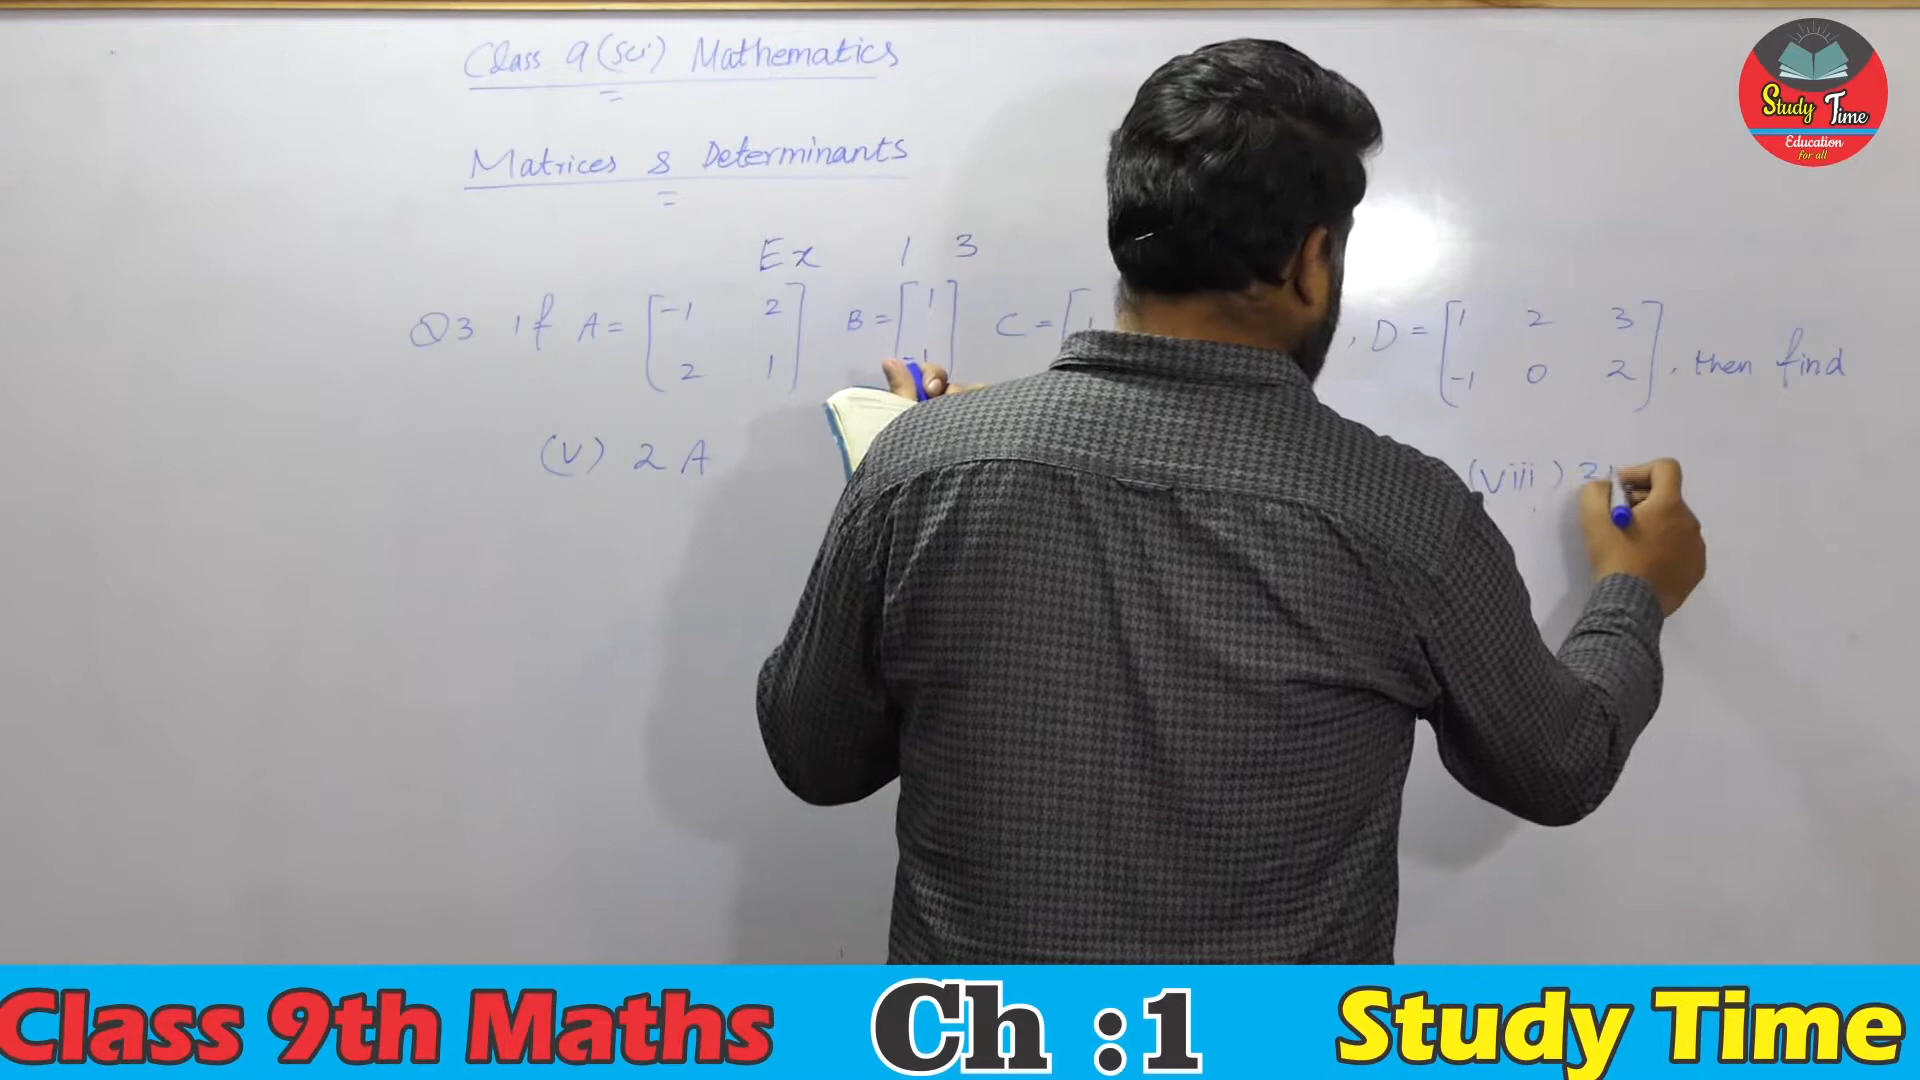 Class 9 (sci) Mathematics
Matrices & Determinants
Ex 1 3
Q3 If A = [-1 2 B = [1] C = [1 , D = [1 2 3
2 1] -1 -1 0 2], then find
(V) 2 A (Viii) 3
Study Time
Education
for all
Class 9th Maths Ch :1 Study Time